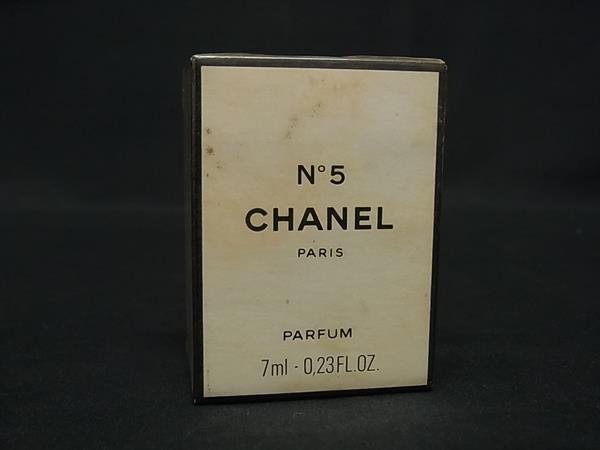 N°5
CHANEL
PARIS
PARFUM
7ml - 0,23FL.OZ.